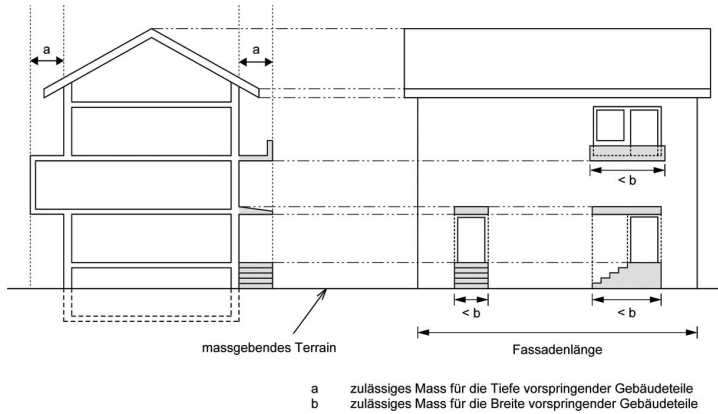 a
a
< b
< b
< b
massgebendes Terrain
Fassadenlänge
a zulässiges Mass für die Tiefe vorspringender Gebäudeteile
b zulässiges Mass für die Breite vorspringender Gebäudeteile